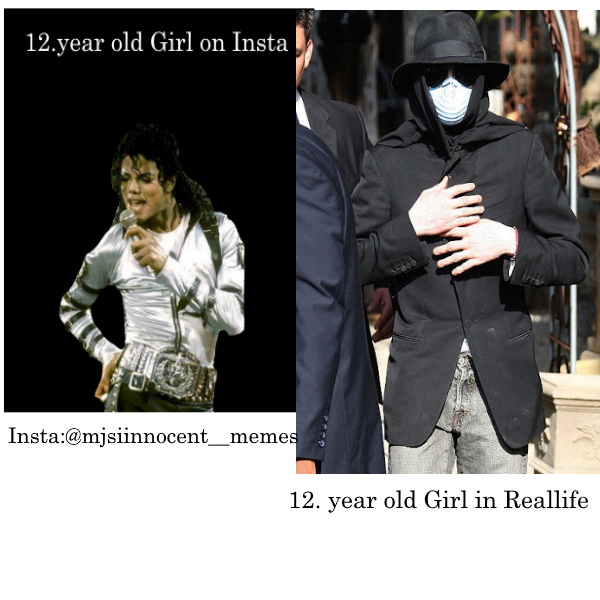 12.year old Girl on Insta
Insta:@mjsiinnocent__memes
12. year old Girl in Reallife